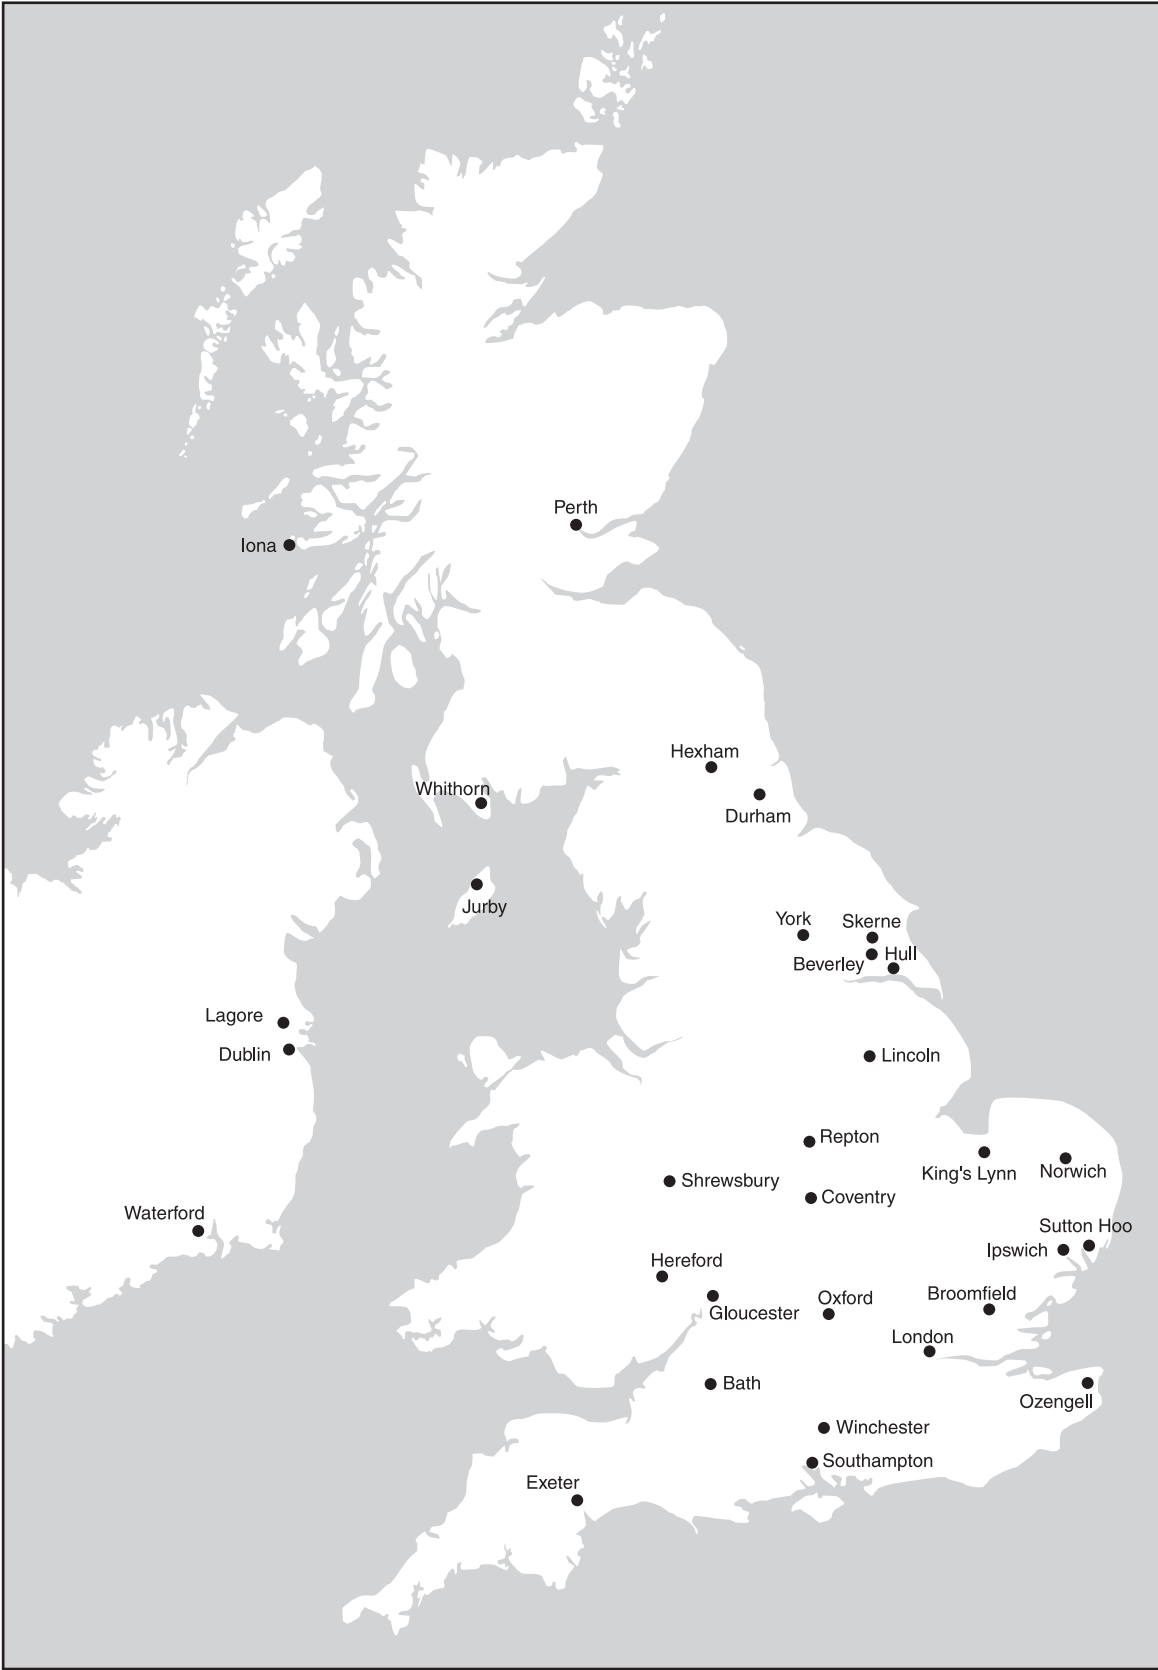 Perth
Iona
Hexham
Whithorn
Durham
Jurby
York
Skerne
Hull
Beverley
Lagore
Dublin
Lincoln
Repton
King's Lynn
Norwich
Shrewsbury
Coventry
Waterford
Sutton Hoo
Ipswich
Hereford
Broomfield
Gloucester
Oxford
London
Bath
Ozengell
Winchester
Southampton
Exeter